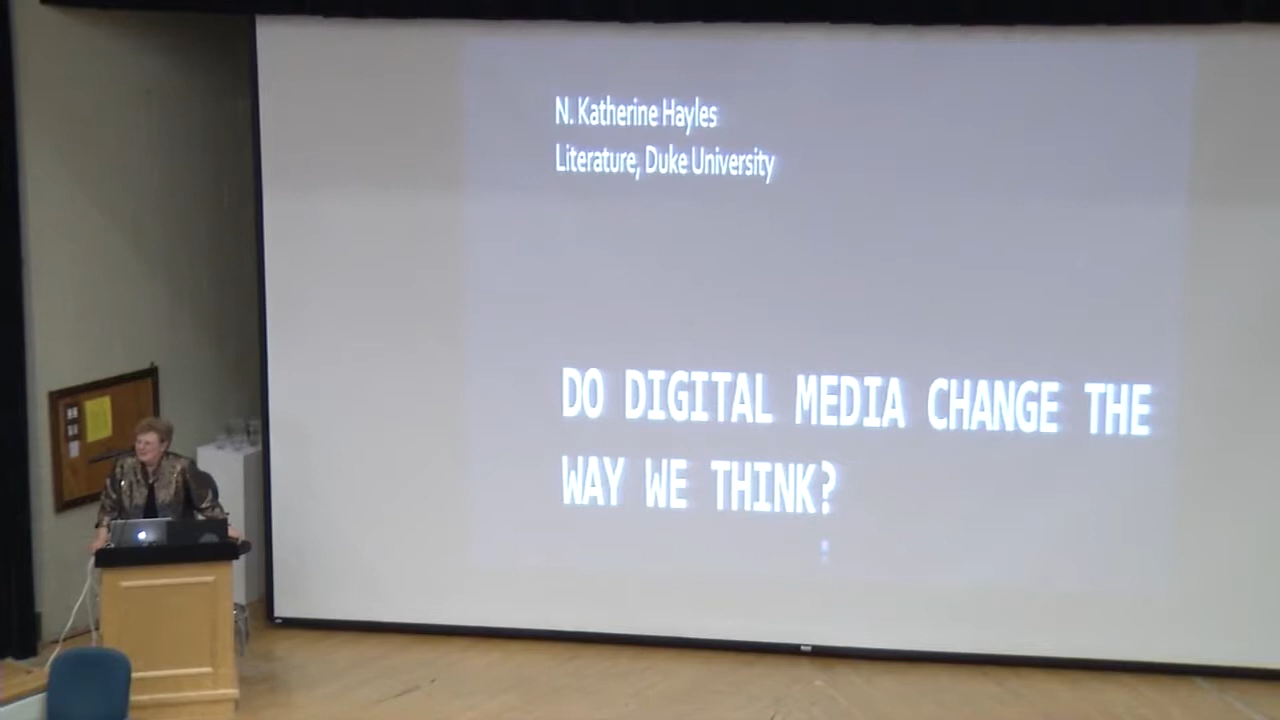 N. Katherine Hayles
Literature, Duke University
DO DIGITAL MEDIA CHANGE THE
WAY WE THINK?